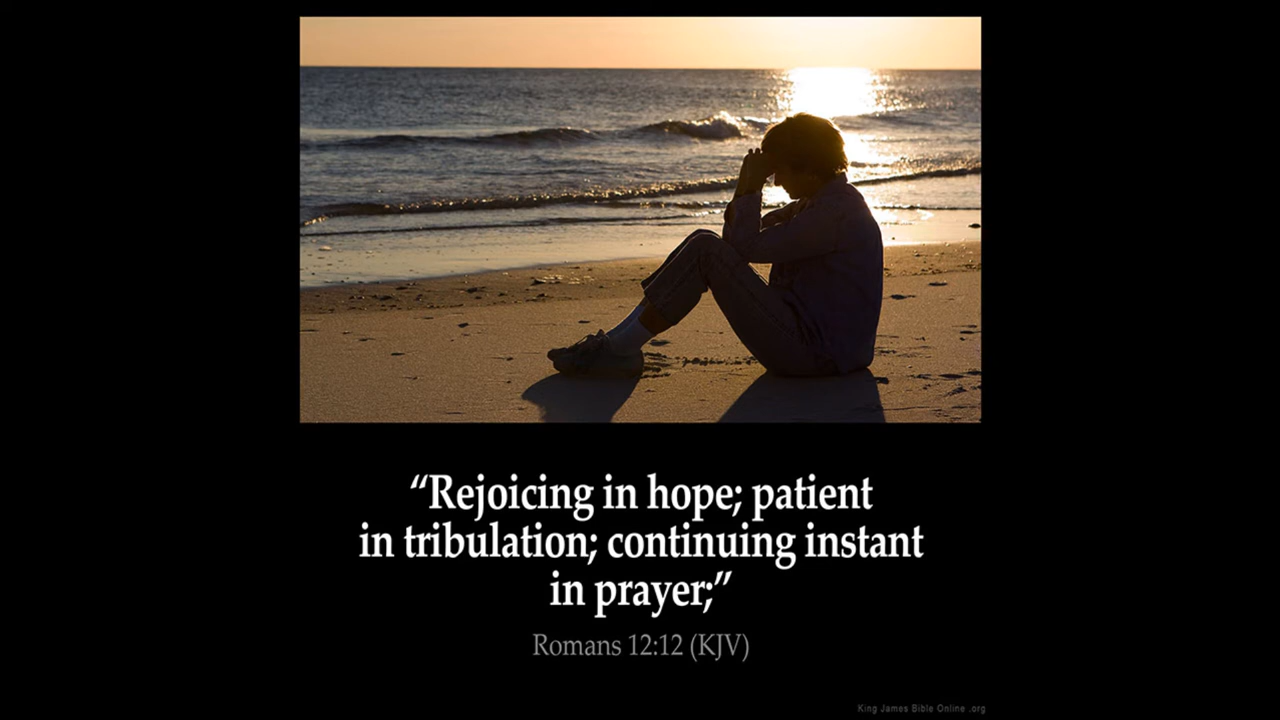 “Rejoicing in hope; patient
in tribulation; continuing instant
in prayer;”
Romans 12:12 (KJV)
King James Bible Online .org